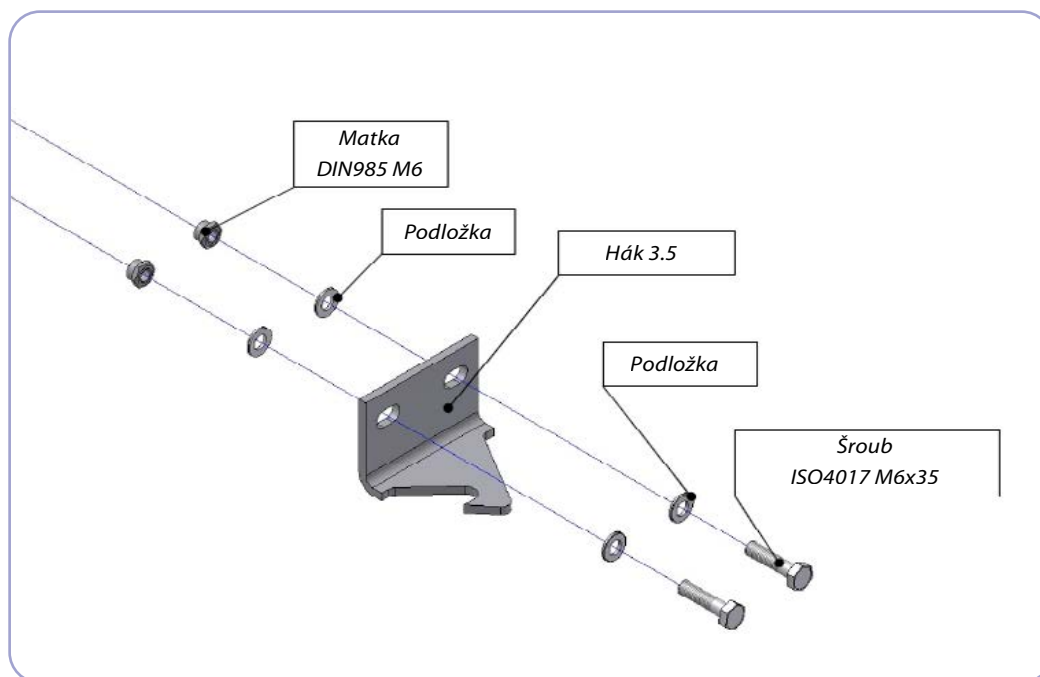 Matka
DIN985 M6
Podložka
Hák 3.5
Podložka
Šroub
ISO4017 M6x35